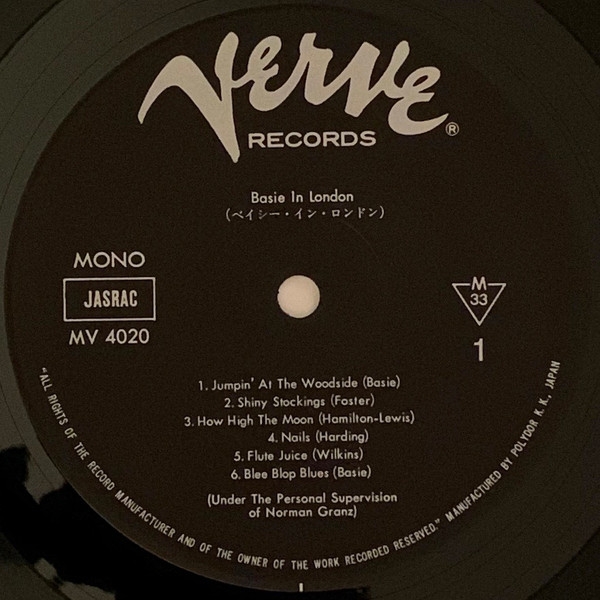 Verve®
RECORDS
Basie In London
(ベイシー・イン・ロンドン)
MONO
JASRAC
MV 4020
M
33
1
1. Jumpin' At The Woodside (Basie)
2. Shiny Stockings (Foster)
3. How High The Moon (Hamilton-Lewis)
4. Nails (Harding)
5. Flute Juice (Wilkins)
6. Blee Blop Blues (Basie)
(Under The Personal Supervision
of Norman Granz)
"ALL RIGHTS OF THE RECORD MANUFACTURER AND OF THE OWNER OF THE WORK RECORDED RESERVED." MANUFACTURED BY POLYDOR K. K., JAPAN